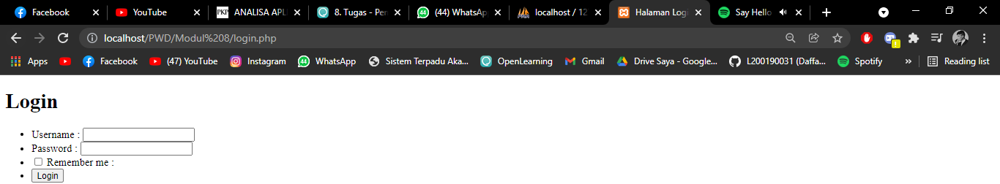 Facebook YouTube ANALISA APL 8. Tugas - Per (44) WhatsAp localhost / 12 Halaman Logi Say Hello
localhost/PWD/Modul%208/login.php
Apps Facebook (47) YouTube Instagram 44 WhatsApp Sistem Terpadu Aka... OpenLearning Gmail Drive Saya - Google... L200190031 (Daffa... Spotify » Reading list
Login
Username :
Password :
Remember me :
Login